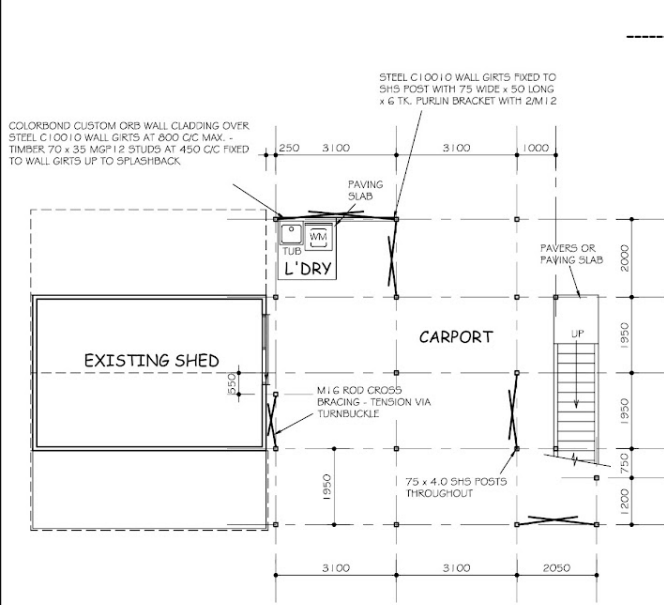 STEEL C10010 WALL GIRTS FIXED TO
SHS POST WITH 75 WIDE x 50 LONG
x 6 TK. PURLIN BRACKET WITH 2/M12
COLORBOND CUSTOM ORB WALL CLADDING OVER
STEEL C10010 WALL GIRTS AT 800 C/C MAX. -
TIMBER 70 x 35 MGP12 STUDS AT 450 C/C FIXED
TO WALL GIRTS UP TO SPLASHBACK
250 3100 3100 1000
PAVING
SLAB
TUB
WM
L'DRY
PAVERS OR
PAVING SLAB
2000
CARPORT
UP
1950
EXISTING SHED
550
M16 ROD CROSS
BRACING - TENSION VIA
TURNBUCKLE
1950
75 x 4.0 SHS POSTS
THROUGHOUT
750
1950
1200
3100 3100 2050